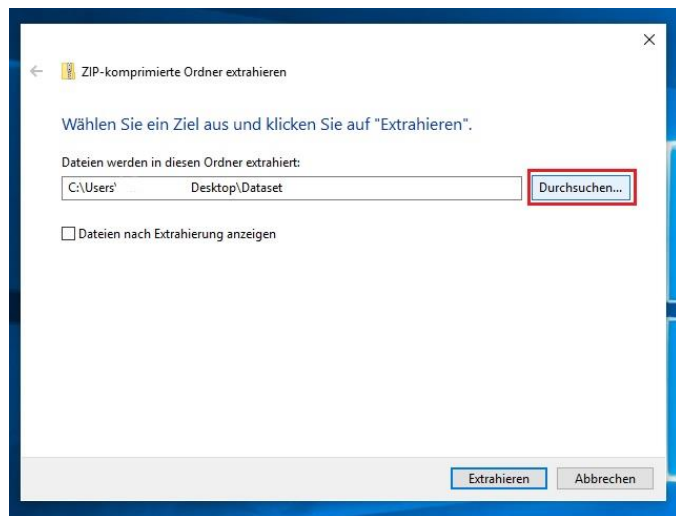 ZIP-komprimierte Ordner extrahieren
Wählen Sie ein Ziel aus und klicken Sie auf "Extrahieren".
Dateien werden in diesen Ordner extrahiert:
C:\Users\ Desktop\Dataset
Durchsuchen...
Dateien nach Extrahierung anzeigen
Extrahieren
Abbrechen